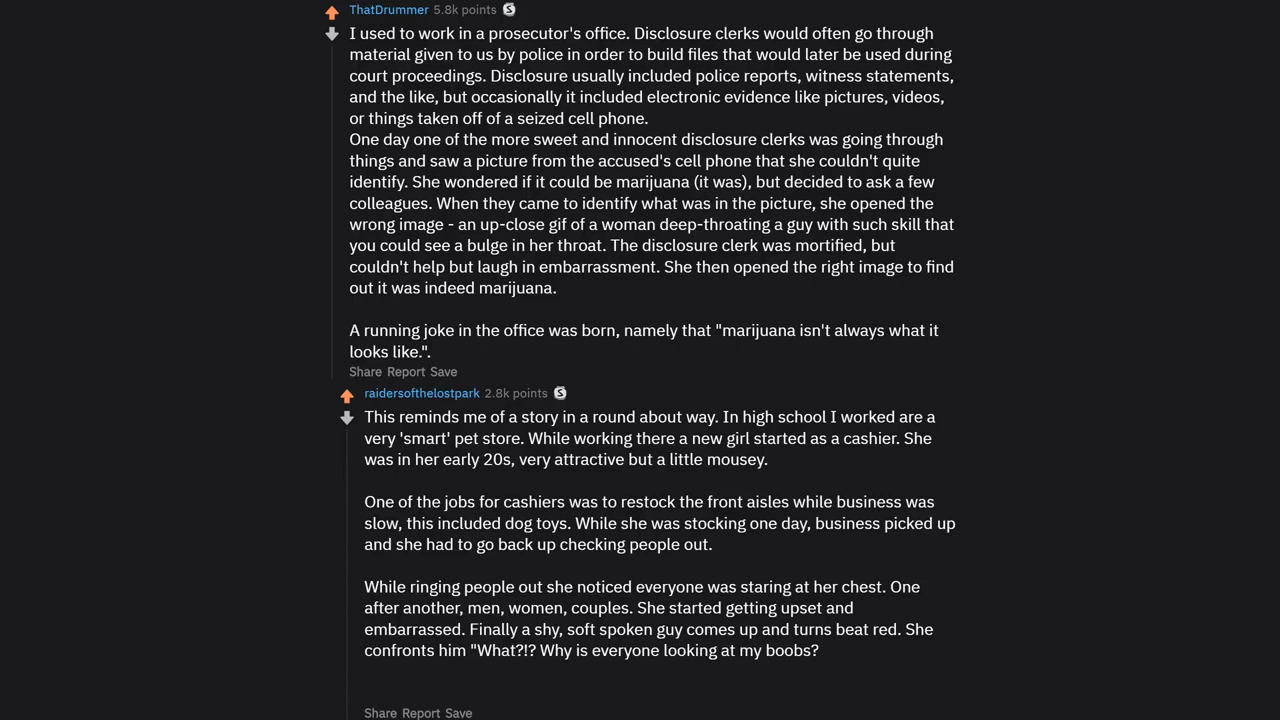 ThatDrummer 5.8k points
I used to work in a prosecutor's office. Disclosure clerks would often go through
material given to us by police in order to build files that would later be used during
court proceedings. Disclosure usually included police reports, witness statements,
and the like, but occasionally it included electronic evidence like pictures, videos,
or things taken off of a seized cell phone.
One day one of the more sweet and innocent disclosure clerks was going through
things and saw a picture from the accused's cell phone that she couldn't quite
identify. She wondered if it could be marijuana (it was), but decided to ask a few
colleagues. When they came to identify what was in the picture, she opened the
wrong image - an up-close gif of a woman deep-throating a guy with such skill that
you could see a bulge in her throat. The disclosure clerk was mortified, but
couldn't help but laugh in embarrassment. She then opened the right image to find
out it was indeed marijuana.
A running joke in the office was born, namely that "marijuana isn't always what it
looks like.".
Share Report Save
raidersofthelostpark 2.8k points
This reminds me of a story in a round about way. In high school I worked are a
very 'smart' pet store. While working there a new girl started as a cashier. She
was in her early 20s, very attractive but a little mousey.
One of the jobs for cashiers was to restock the front aisles while business was
slow, this included dog toys. While she was stocking one day, business picked up
and she had to go back up checking people out.
While ringing people out she noticed everyone was staring at her chest. One
after another, men, women, couples. She started getting upset and
embarrassed. Finally a shy, soft spoken guy comes up and turns beat red. She
confronts him "What?!? Why is everyone looking at my boobs?
Share Report Save